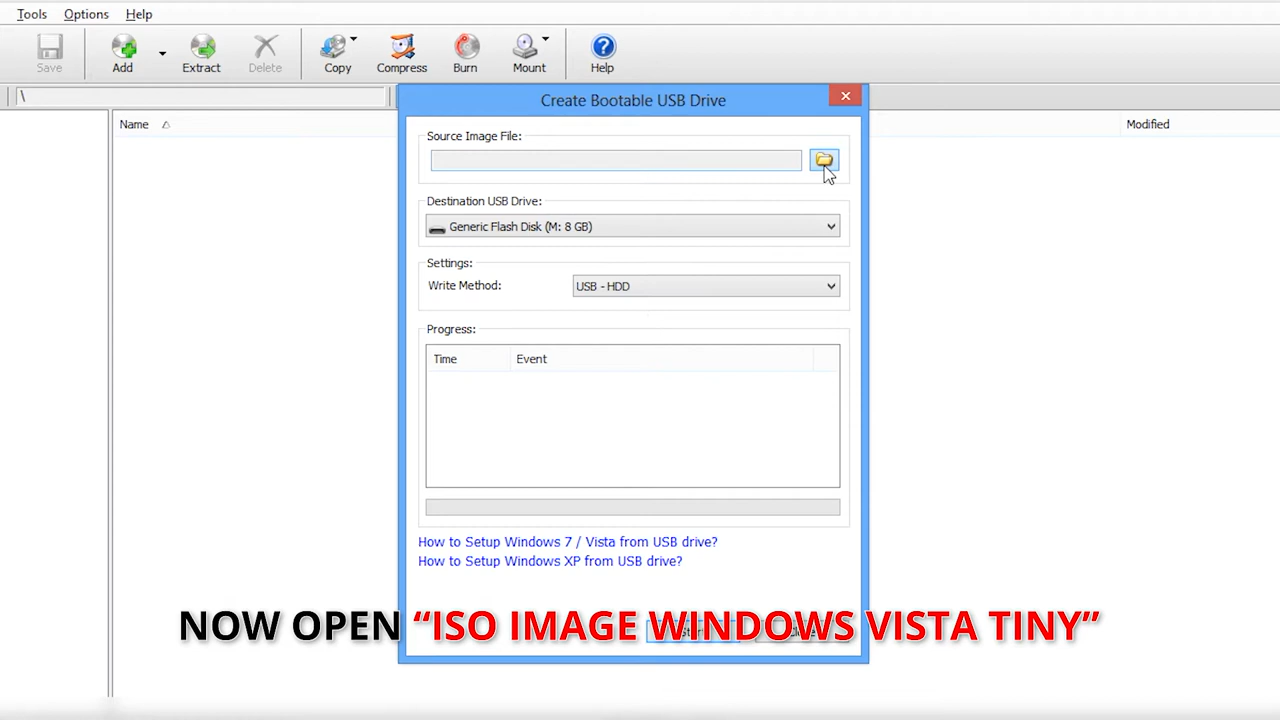 Tools Options Help
Save Add Extract Delete Copy Compress Burn Mount Help
\
Name Modified
Create Bootable USB Drive
Source Image File:
Destination USB Drive:
Generic Flash Disk (M: 8 GB)
Settings:
Write Method: USB - HDD
Progress:
Time Event
How to Setup Windows 7 / Vista from USB drive?
How to Setup Windows XP from USB drive?
NOW OPEN “ISO IMAGE WINDOWS VISTA TINY”